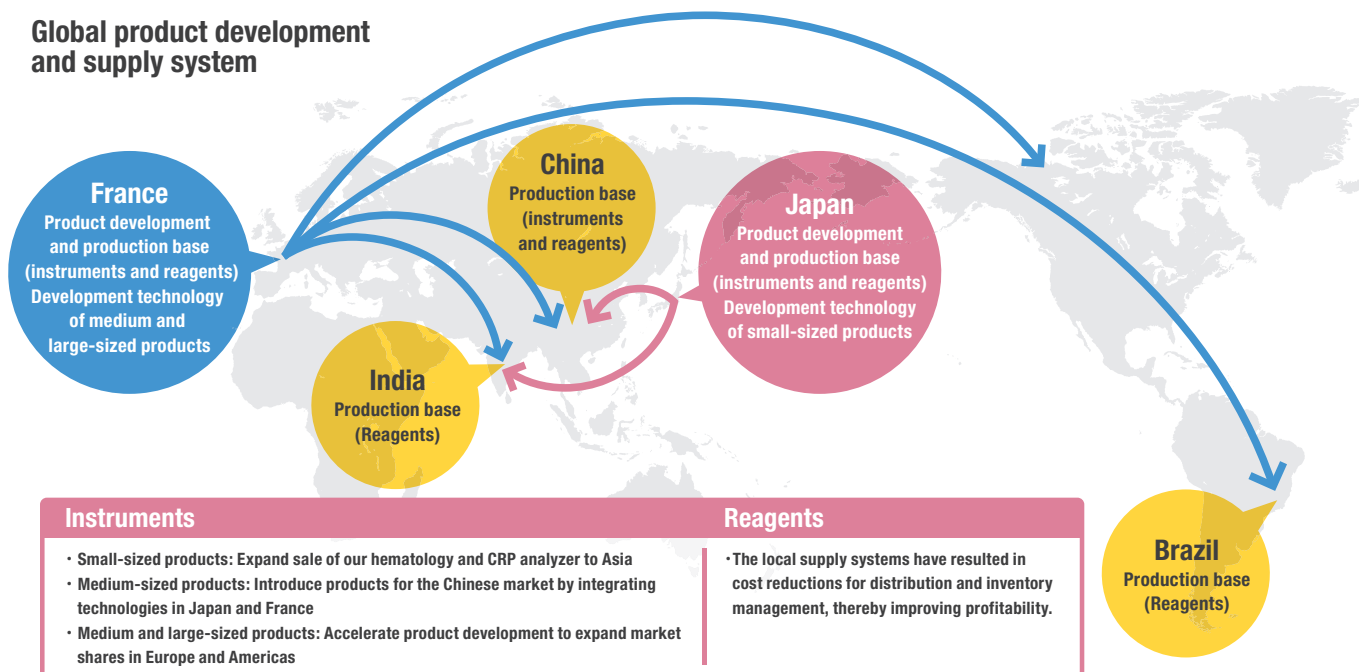 Global product development
and supply system
France
Product development
and production base
(instruments and reagents)
Development technology
of medium and
large-sized products
China
Production base
(instruments
and reagents)
Japan
Product development
and production base
(instruments and reagents)
Development technology
of small-sized products
India
Production base
(Reagents)
Brazil
Production base
(Reagents)
Instruments
・Small-sized products: Expand sale of our hematology and CRP analyzer to Asia
・Medium-sized products: Introduce products for the Chinese market by integrating
technologies in Japan and France
・Medium and large-sized products: Accelerate product development to expand market
shares in Europe and Americas
Reagents
・The local supply systems have resulted in
cost reductions for distribution and inventory
management, thereby improving profitability.